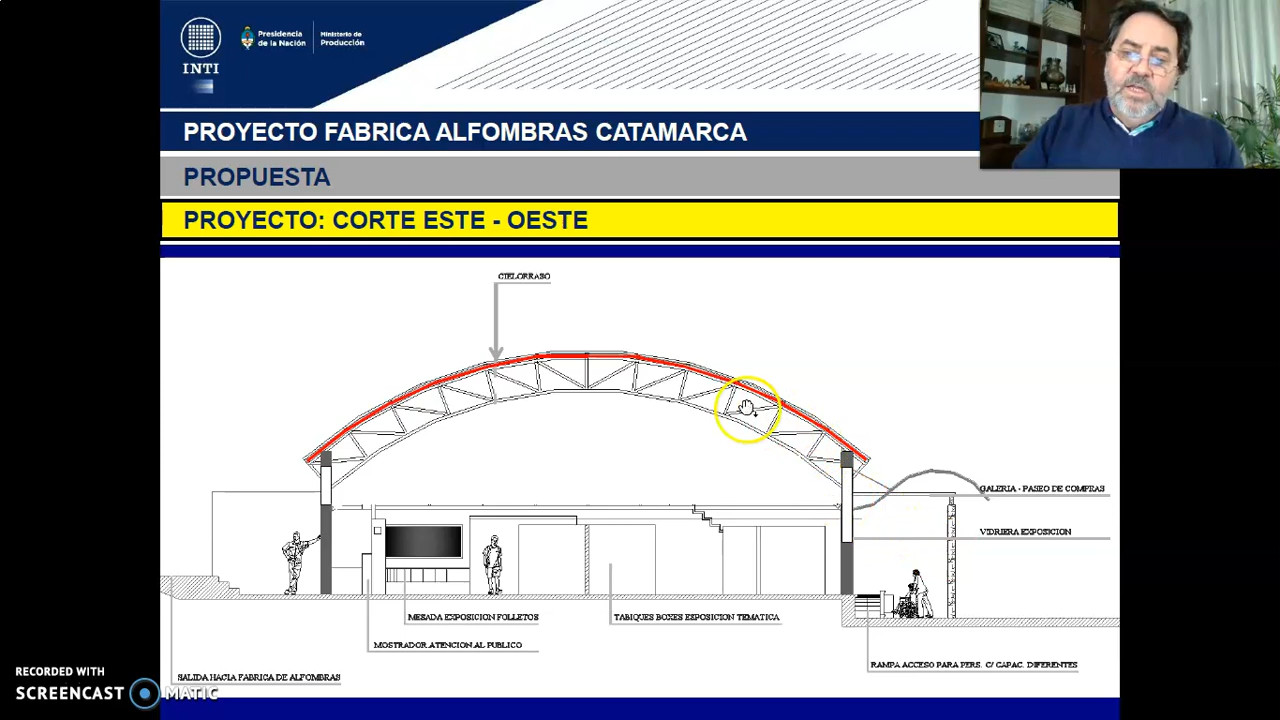 INTI
Presidencia
de la Nación
Ministerio de
Producción
PROYECTO FABRICA ALFOMBRAS CATAMARCA
PROPUESTA
PROYECTO: CORTE ESTE - OESTE
CIELORRASO
GALERIA - PASEO DE COMPRAS
VIDRIERA EXPOSICION
MESADA EXPOSICION FOLLETOS
TABIQUES BOXES EXPOSICION TEMATICA
MOSTRADOR ATENCION AL PUBLICO
RAMPA ACCESO PARA PERS. C/ CAPAC. DIFERENTES
SALIDA HACIA FABRICA DE ALFOMBRAS
RECORDED WITH
SCREENCAST MATIC